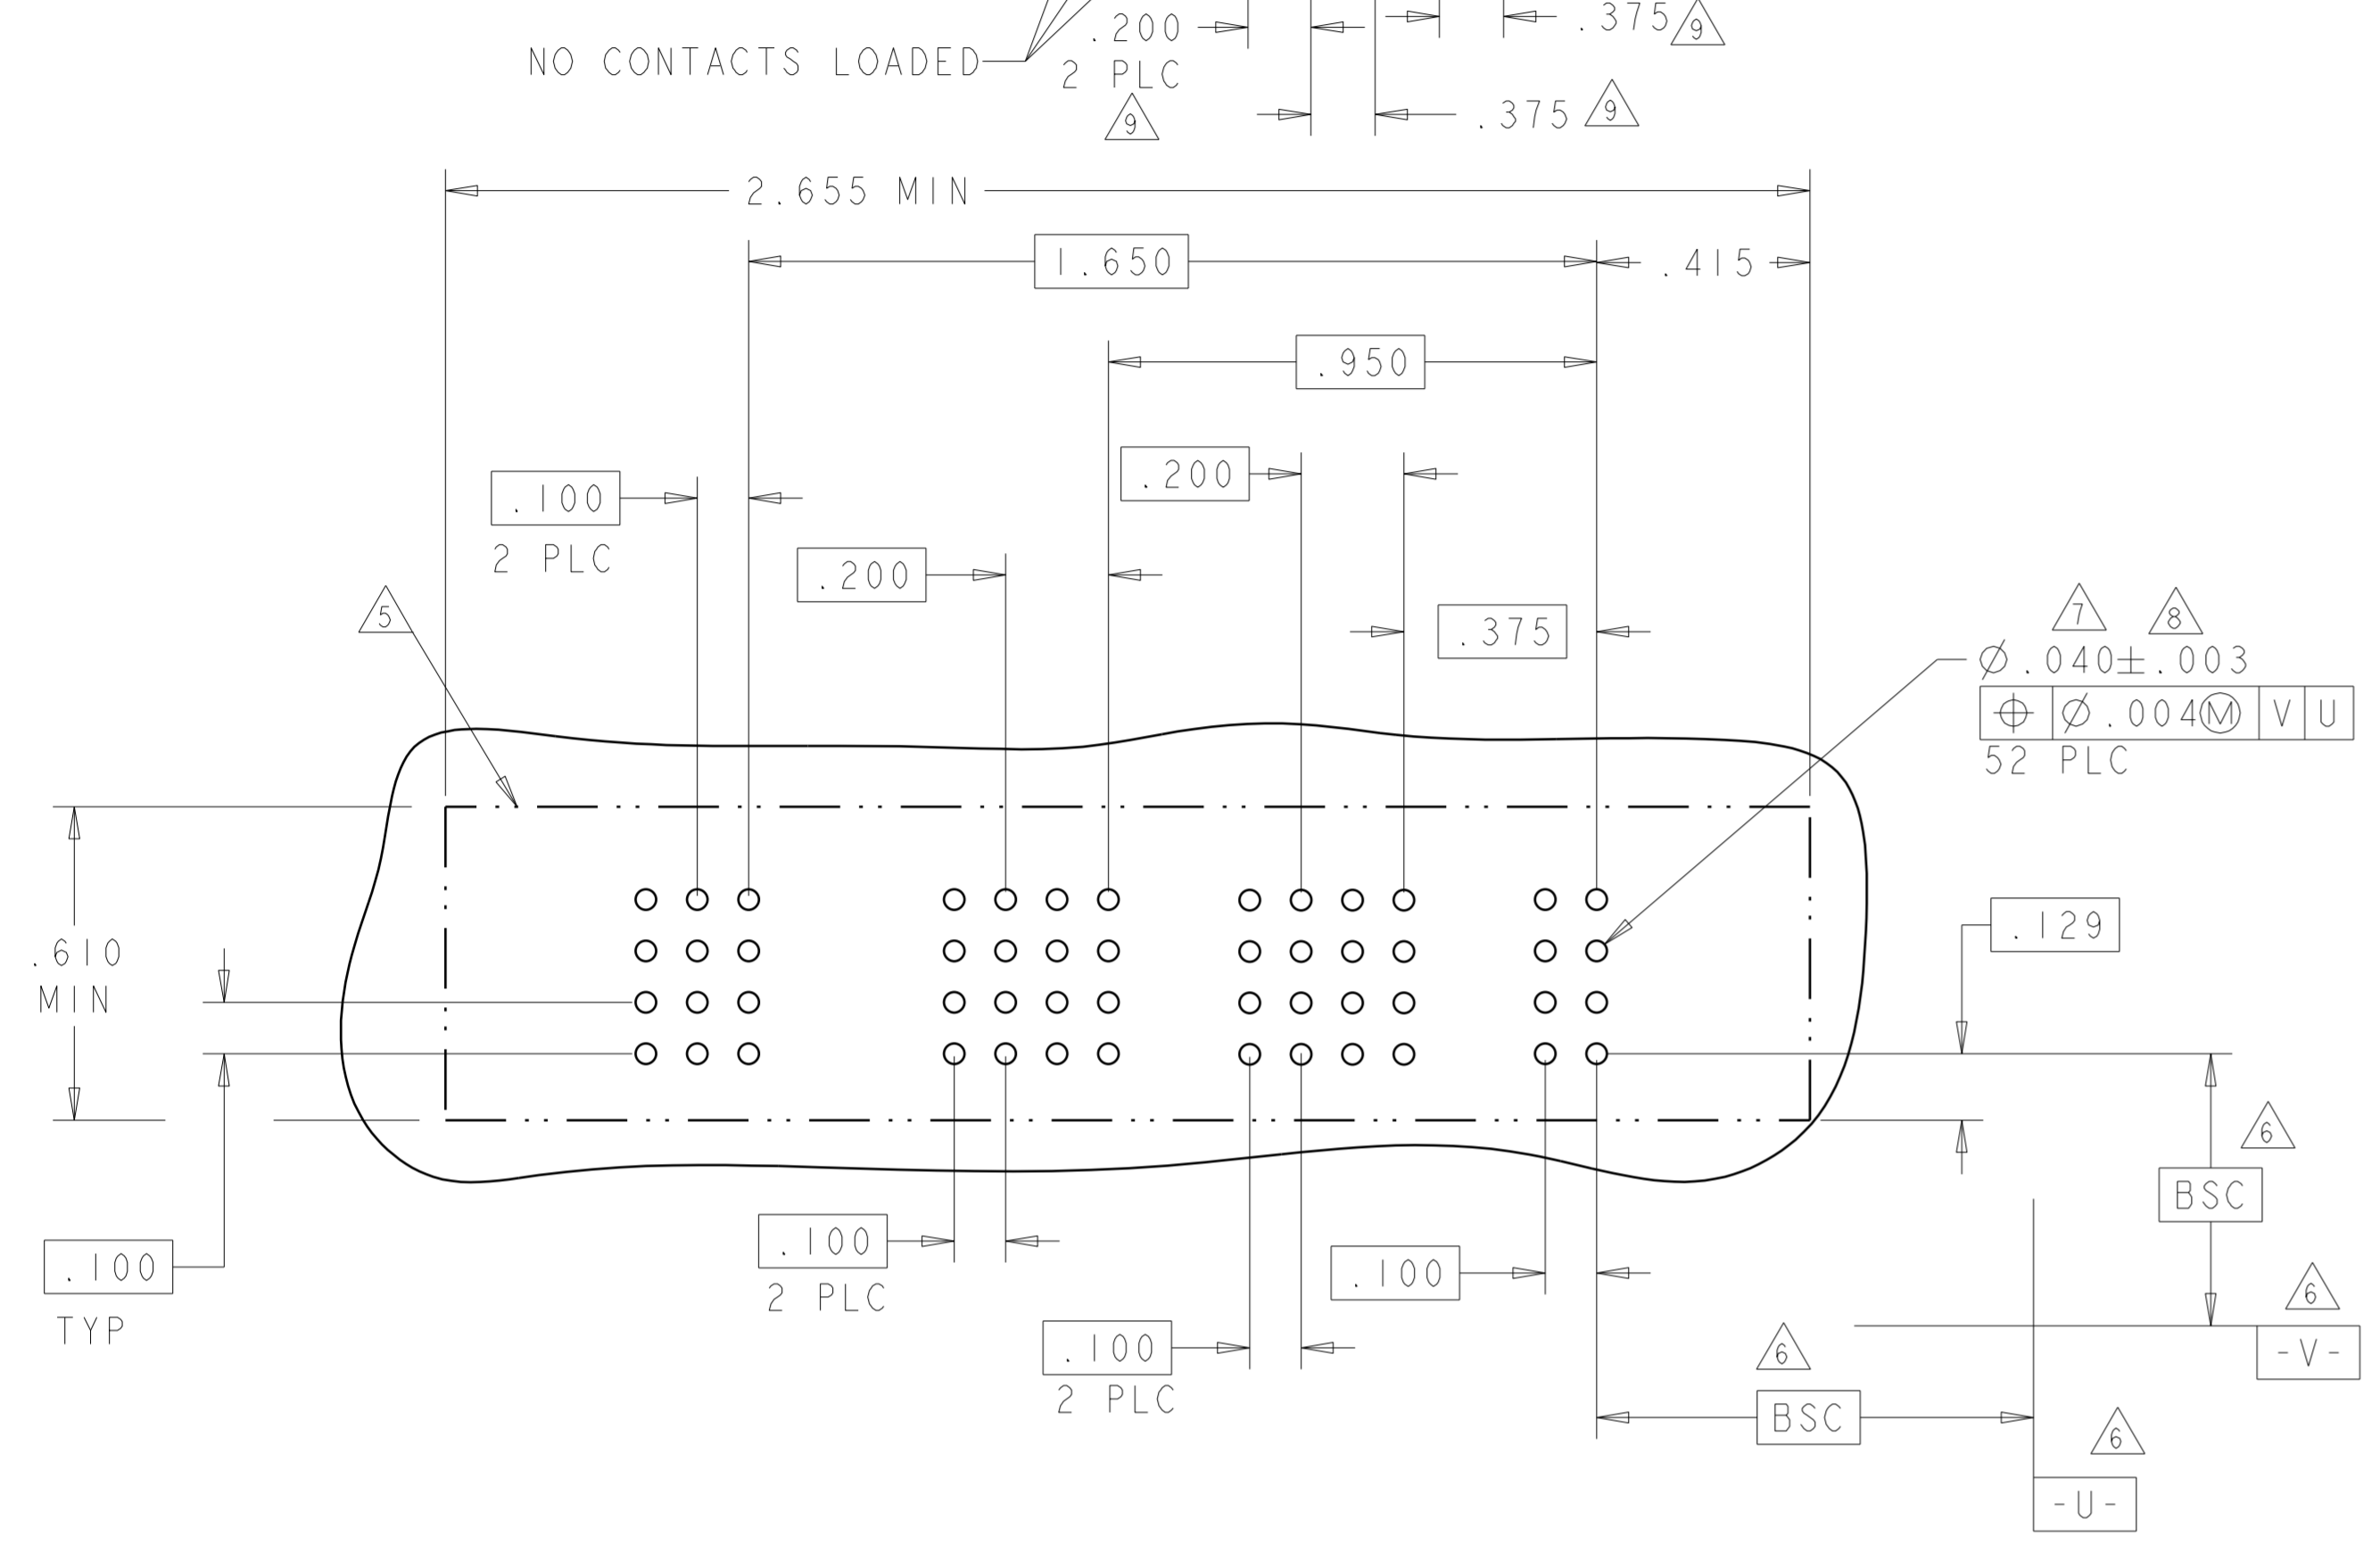 .200
2 PLC
9
.375 9
NO CONTACTS LOADED
.375 9
2.655 MIN
1.650
.415
.950
.200
.100
2 PLC
.200
5
.375
7 8
⌀.040±.003
⌖ ⌀.004Ⓜ V U
52 PLC
.610
MIN
.129
6
BSC
.100
TYP
.100
2 PLC
.100
.100
2 PLC
6
-V-
6
BSC
6
-U-